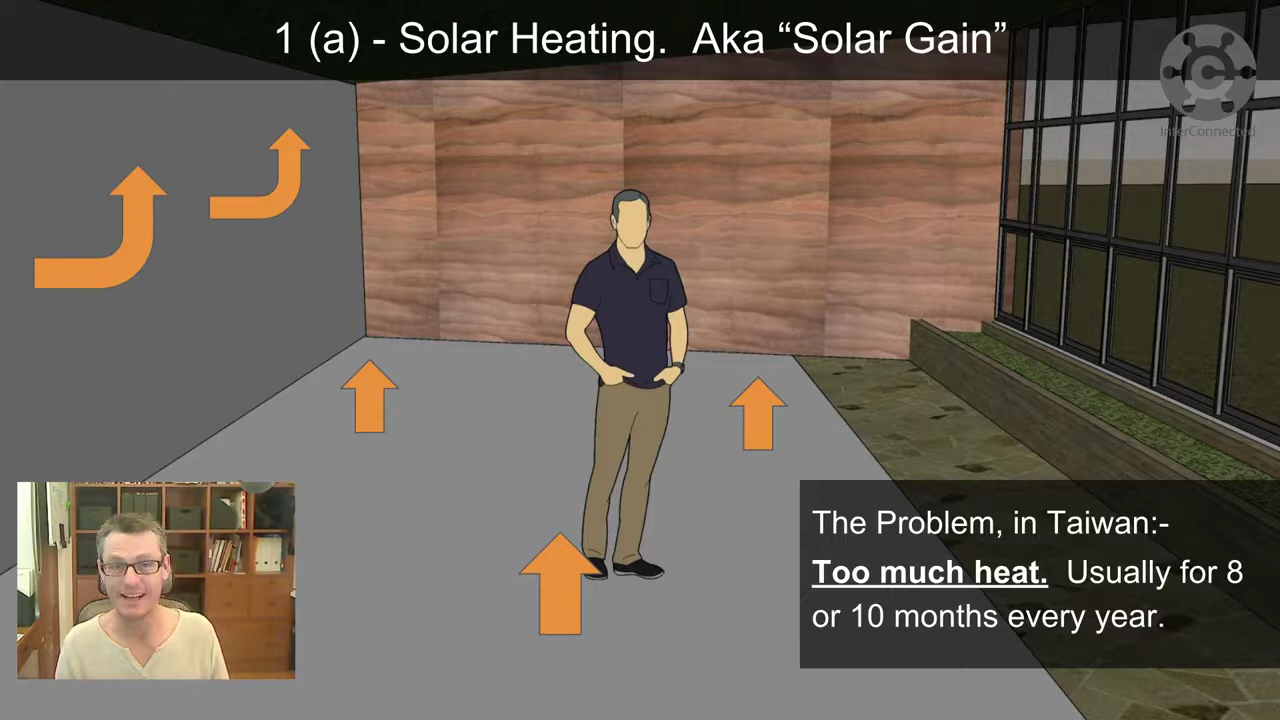 1 (a) - Solar Heating.  Aka “Solar Gain”
InterConnected
The Problem, in Taiwan:-
Too much heat.  Usually for 8
or 10 months every year.